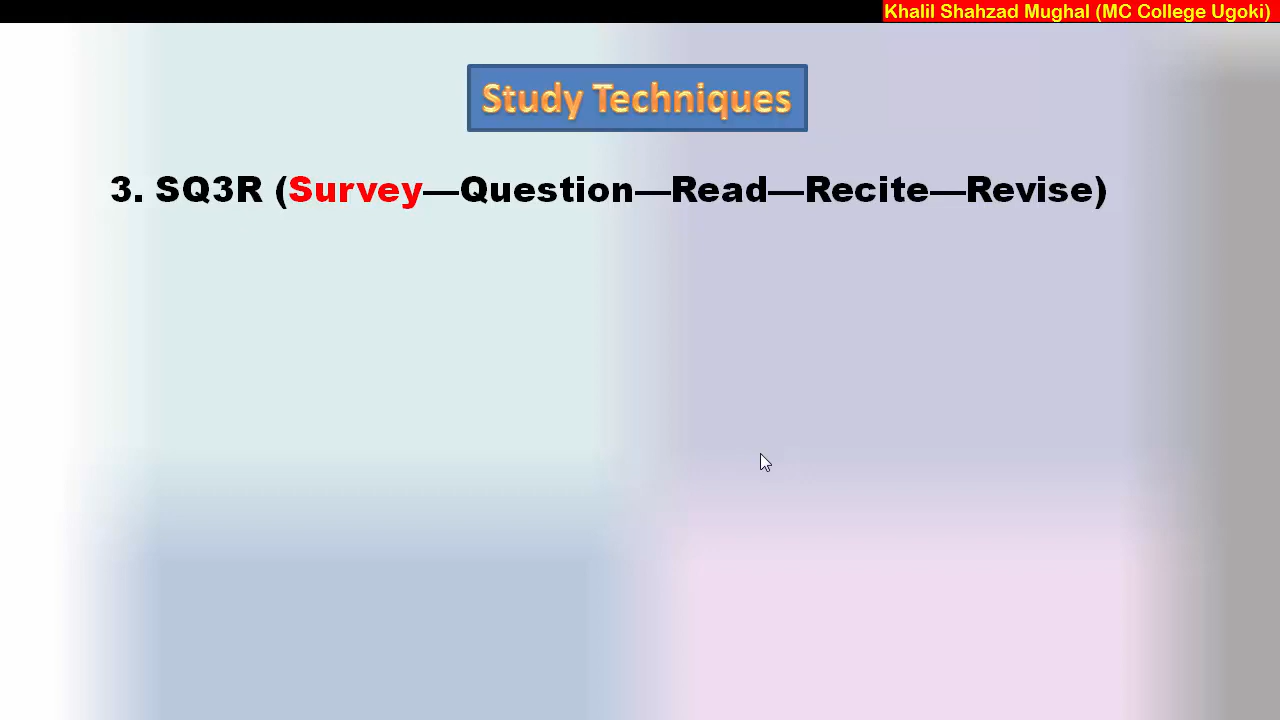 Khalil Shahzad Mughal (MC College Ugoki)
Study Techniques
3. SQ3R (Survey—Question—Read—Recite—Revise)